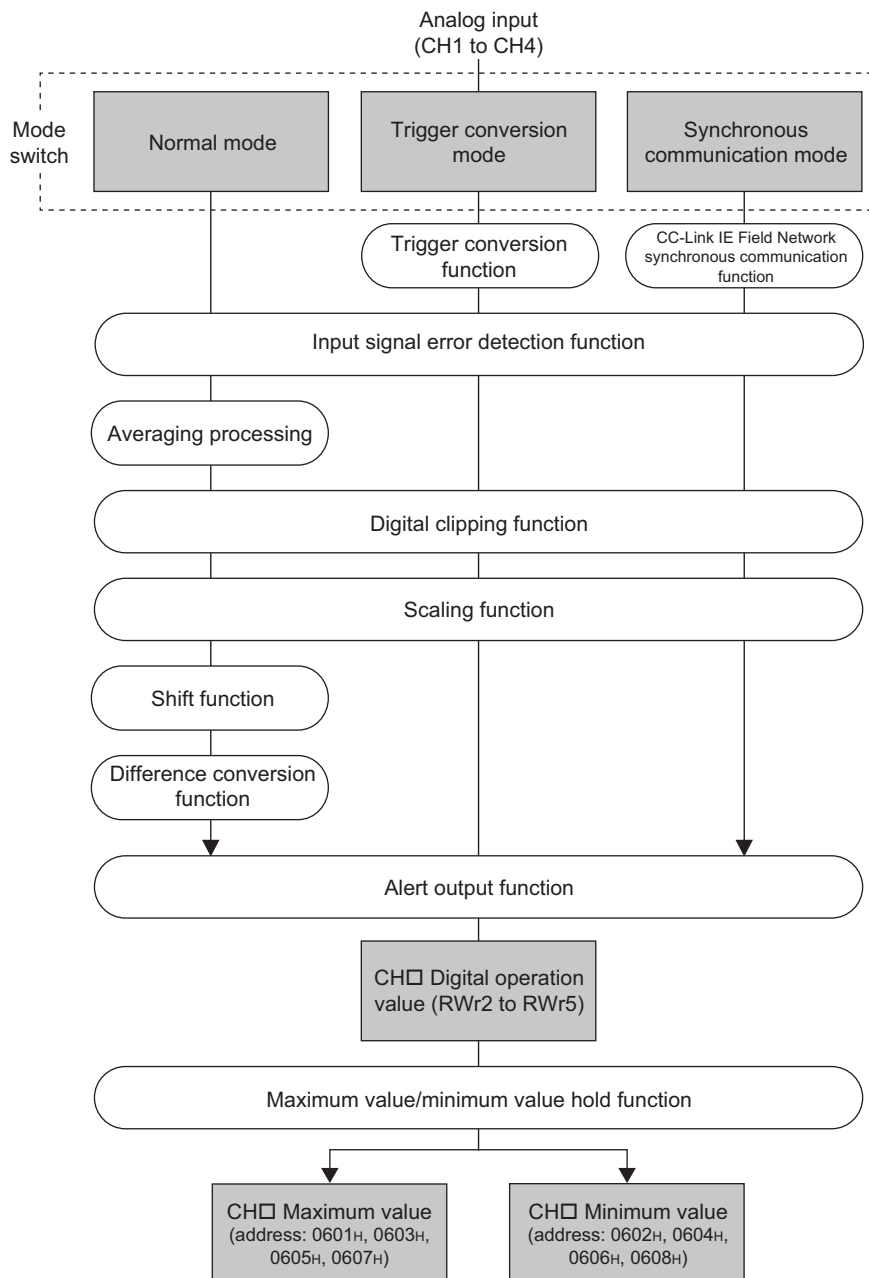 Analog input
(CH1 to CH4)
Mode
switch
Normal mode
Trigger conversion
mode
Synchronous
communication mode
Trigger conversion
function
CC-Link IE Field Network
synchronous communication
function
Input signal error detection function
Averaging processing
Digital clipping function
Scaling function
Shift function
Difference conversion
function
Alert output function
CH□ Digital operation
value (RWr2 to RWr5)
Maximum value/minimum value hold function
CH□ Maximum value
(address: 0601H, 0603H,
0605H, 0607H)
CH□ Minimum value
(address: 0602H, 0604H,
0606H, 0608H)